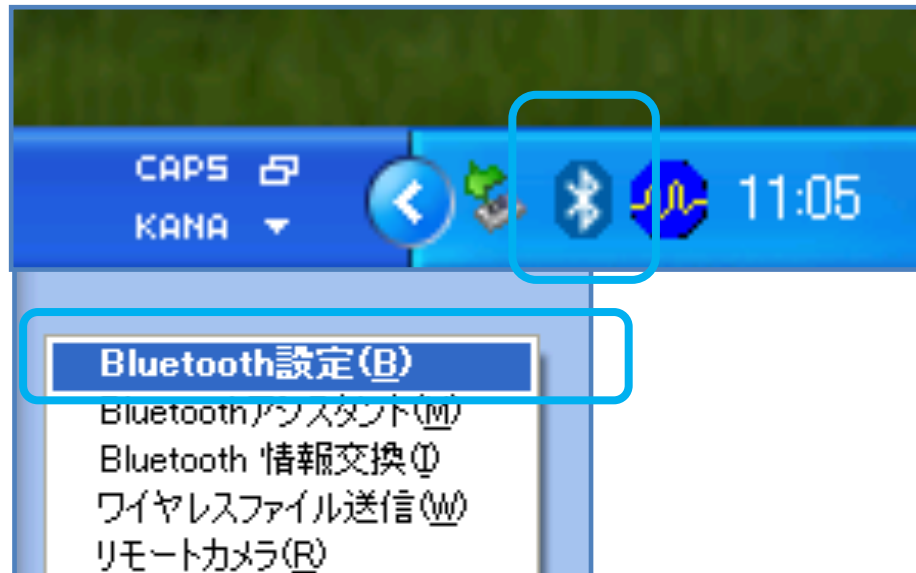 CAPS
KANA
11:05
Bluetooth設定(B)
Bluetoothアシスタント(M)
Bluetooth 情報交換(I)
ワイヤレスファイル送信(W)
リモートカメラ(R)